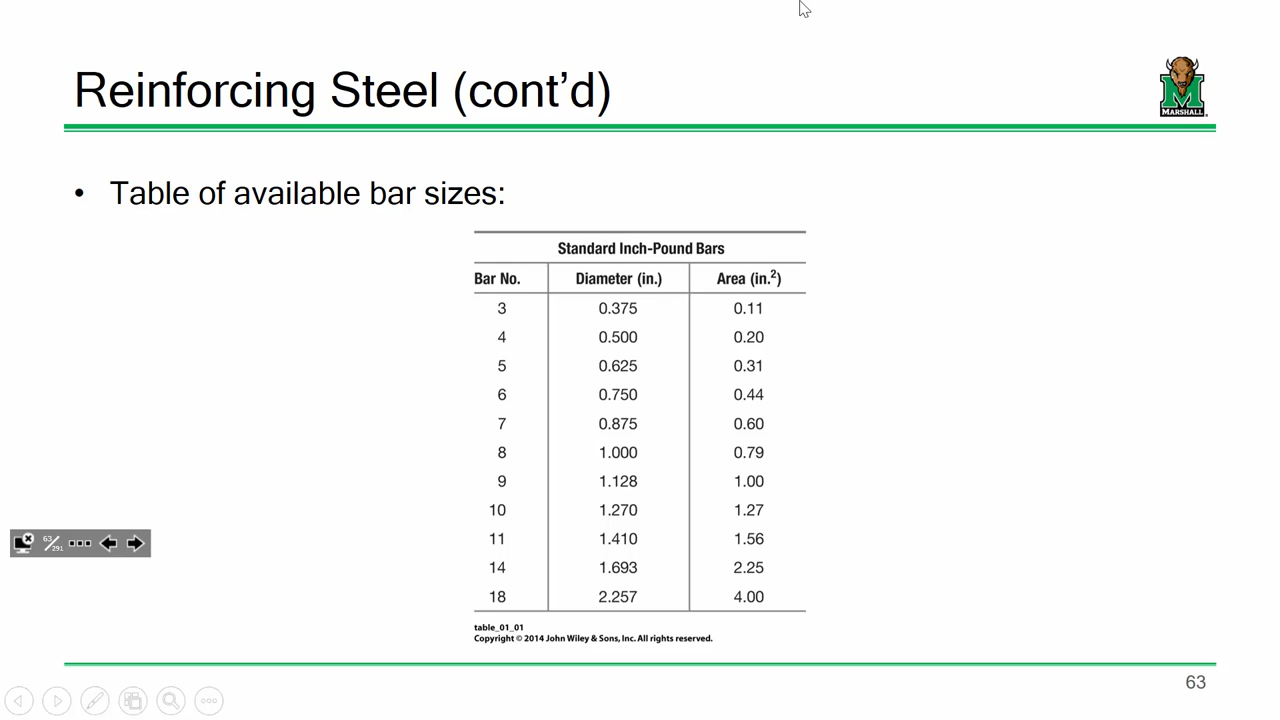 Reinforcing Steel (cont’d)
MARSHALL
• Table of available bar sizes:
Standard Inch-Pound Bars
Bar No. Diameter (in.) Area (in.²)
3 0.375 0.11
4 0.500 0.20
5 0.625 0.31
6 0.750 0.44
7 0.875 0.60
8 1.000 0.79
9 1.128 1.00
10 1.270 1.27
11 1.410 1.56
14 1.693 2.25
18 2.257 4.00
table_01_01
Copyright © 2014 John Wiley & Sons, Inc. All rights reserved.
63/291
63